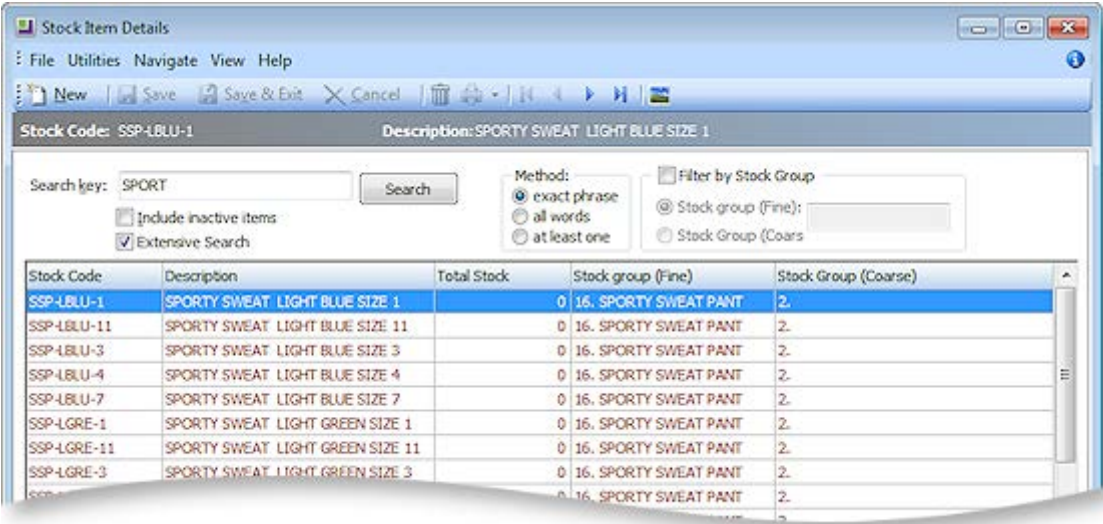 Stock Item Details
File Utilities Navigate View Help
New Save Save & Exit Cancel
Stock Code: SSP-LBLU-1 Description: SPORTY SWEAT LIGHT BLUE SIZE 1
Search key: SPORT Search
Include inactive items
Extensive Search
Method:
exact phrase
all words
at least one
Filter by Stock Group
Stock group (Fine):
Stock Group (Coars
Stock Code Description Total Stock Stock group (Fine) Stock Group (Coarse)
SSP-LBLU-1 SPORTY SWEAT LIGHT BLUE SIZE 1 0 16. SPORTY SWEAT PANT 2.
SSP-LBLU-11 SPORTY SWEAT LIGHT BLUE SIZE 11 0 16. SPORTY SWEAT PANT 2.
SSP-LBLU-3 SPORTY SWEAT LIGHT BLUE SIZE 3 0 16. SPORTY SWEAT PANT 2.
SSP-LBLU-4 SPORTY SWEAT LIGHT BLUE SIZE 4 0 16. SPORTY SWEAT PANT 2.
SSP-LBLU-7 SPORTY SWEAT LIGHT BLUE SIZE 7 0 16. SPORTY SWEAT PANT 2.
SSP-LGRE-1 SPORTY SWEAT LIGHT GREEN SIZE 1 0 16. SPORTY SWEAT PANT 2.
SSP-LGRE-11 SPORTY SWEAT LIGHT GREEN SIZE 11 0 16. SPORTY SWEAT PANT 2.
SSP-LGRE-3 SPORTY SWEAT LIGHT GREEN SIZE 3 0 16. SPORTY SWEAT PANT 2.
0 16. SPORTY SWEAT PANT 2.